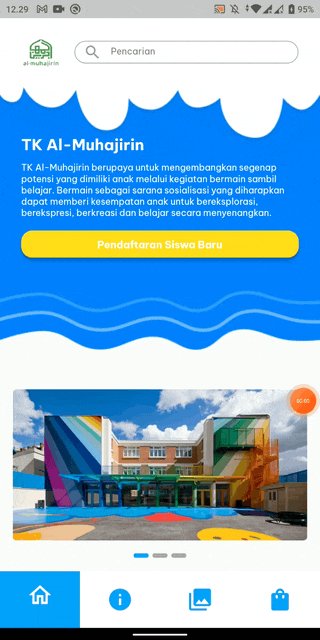 12.29
95%
al-muhajirin
Pencarian
TK Al-Muhajirin
TK Al-Muhajirin berupaya untuk mengembangkan segenap
potensi yang dimiliki anak melalui kegiatan bermain sambil
belajar. Bermain sebagai sarana sosialisasi yang diharapkan
dapat memberi kesempatan anak untuk bereksplorasi,
berekspresi, berkreasi dan belajar secara menyenangkan.
Pendaftaran Siswa Baru